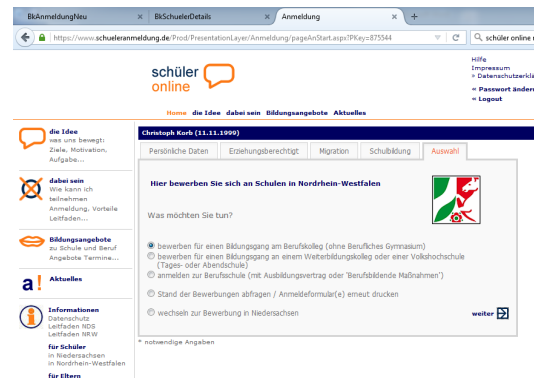 BkAnmeldungNeu × BkSchuelerDetails × Anmeldung × +
https://www.schueleranmeldung.de/Prod/PresentationLayer/Anmeldung/pageAnStart.aspx?PKey=875544
schüler online
schüler
online
Hilfe
Impressum
» Datenschutzerklä
« Passwort änder
« Logout
Home die Idee dabei sein Bildungsangebote Aktuelles
die Idee
was uns bewegt:
Ziele, Motivation,
Aufgabe...
dabei sein
Wie kann ich
teilnehmen
Anmeldung, Vorteile
Leitfaden...
Bildungsangebote
zu Schule und Beruf
Angebote Termine...
a!
Aktuelles
Informationen
Datenschutz
Leitfaden NDS
Leitfaden NRW
für Schüler
in Niedersachsen
in Nordrhein-Westfalen
für Eltern
Christoph Korb (11.11.1999)
Persönliche Daten Erziehungsberechtigt Migration Schulbildung Auswahl
Hier bewerben Sie sich an Schulen in Nordrhein-Westfalen
Was möchten Sie tun?
bewerben für einen Bildungsgang am Berufskolleg (ohne Berufliches Gymnasium)
bewerben für einen Bildungsgang an einem Weiterbildungskolleg oder einer Volkshochschule
(Tages- oder Abendschule)
anmelden zur Berufsschule (mit Ausbildungsvertrag oder 'Berufsbildende Maßnahmen')
Stand der Bewerbungen abfragen / Anmeldeformular(e) erneut drucken
wechseln zur Bewerbung in Niedersachsen
weiter
* notwendige Angaben